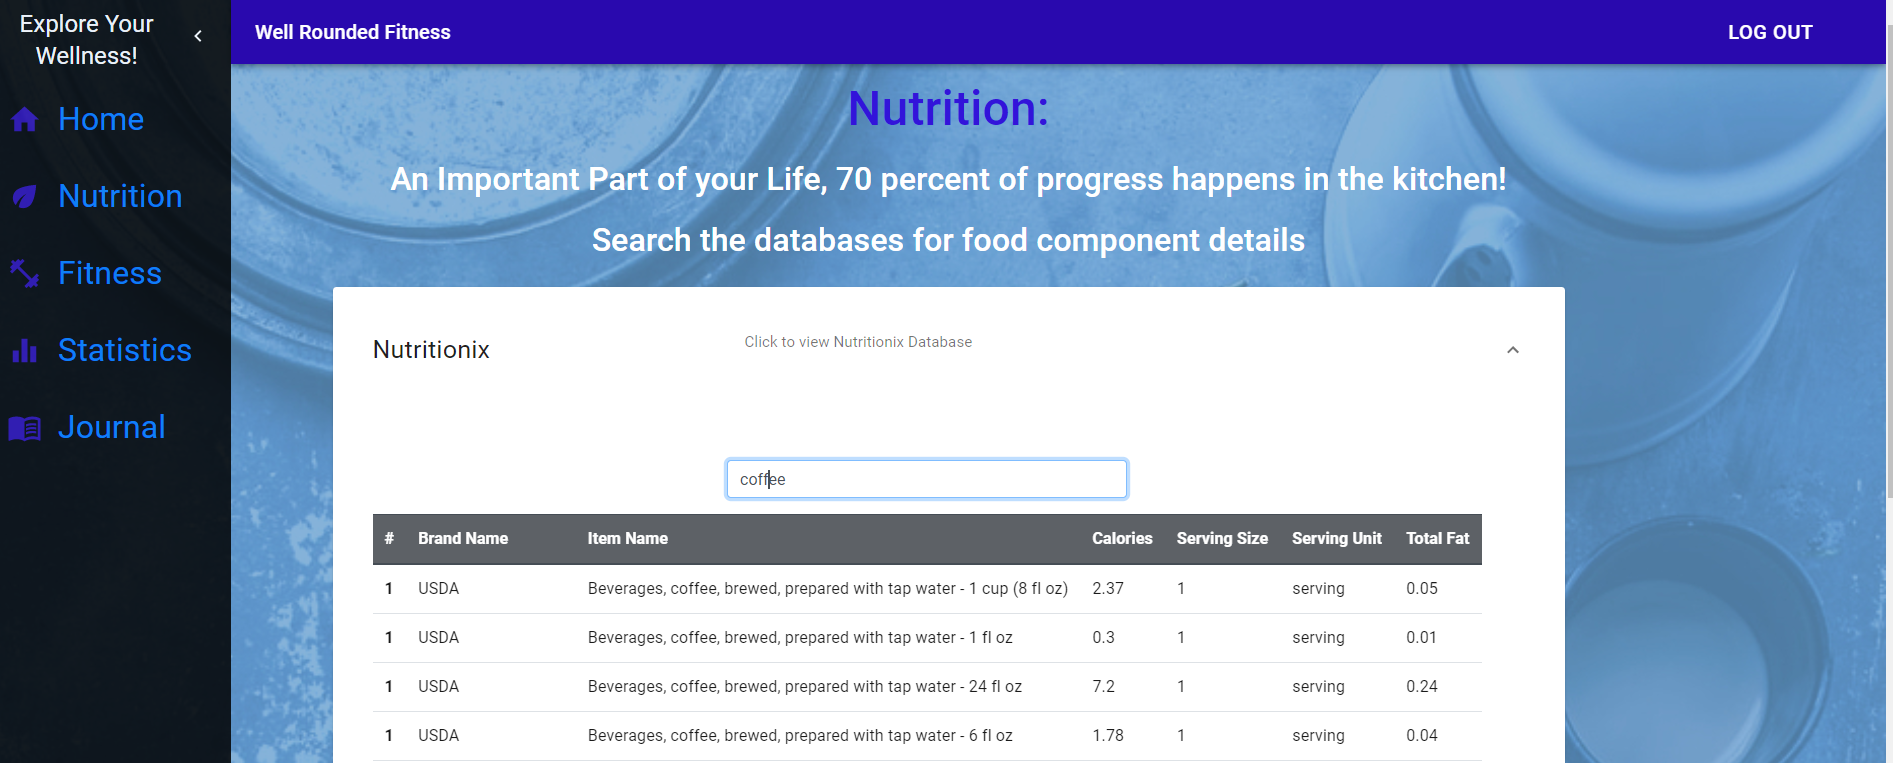 Explore Your
Wellness!
Home
Nutrition
Fitness
Statistics
Journal
Well Rounded Fitness
LOG OUT
Nutrition:
An Important Part of your Life, 70 percent of progress happens in the kitchen!
Search the databases for food component details
Nutritionix
Click to view Nutritionix Database
coffee
# Brand Name Item Name Calories Serving Size Serving Unit Total Fat
1 USDA Beverages, coffee, brewed, prepared with tap water - 1 cup (8 fl oz) 2.37 1 serving 0.05
1 USDA Beverages, coffee, brewed, prepared with tap water - 1 fl oz 0.3 1 serving 0.01
1 USDA Beverages, coffee, brewed, prepared with tap water - 24 fl oz 7.2 1 serving 0.24
1 USDA Beverages, coffee, brewed, prepared with tap water - 6 fl oz 1.78 1 serving 0.04